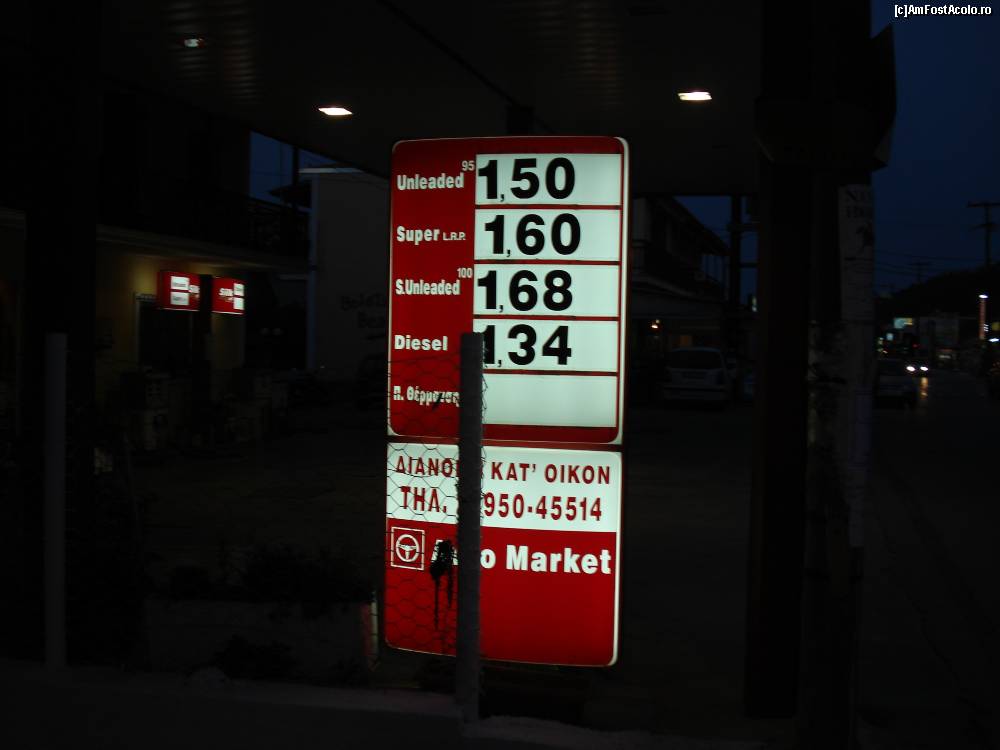 [c]AmFostAcolo.ro
Unleaded 95 1,50
Super L.R.P. 1,60
S.Unleaded 100 1,68
Diesel 1,34
Π. Θέρμανσης
ΚΑΤ' ΟΙΚΟΝ
ΤΗΛ. 950-45514
Market